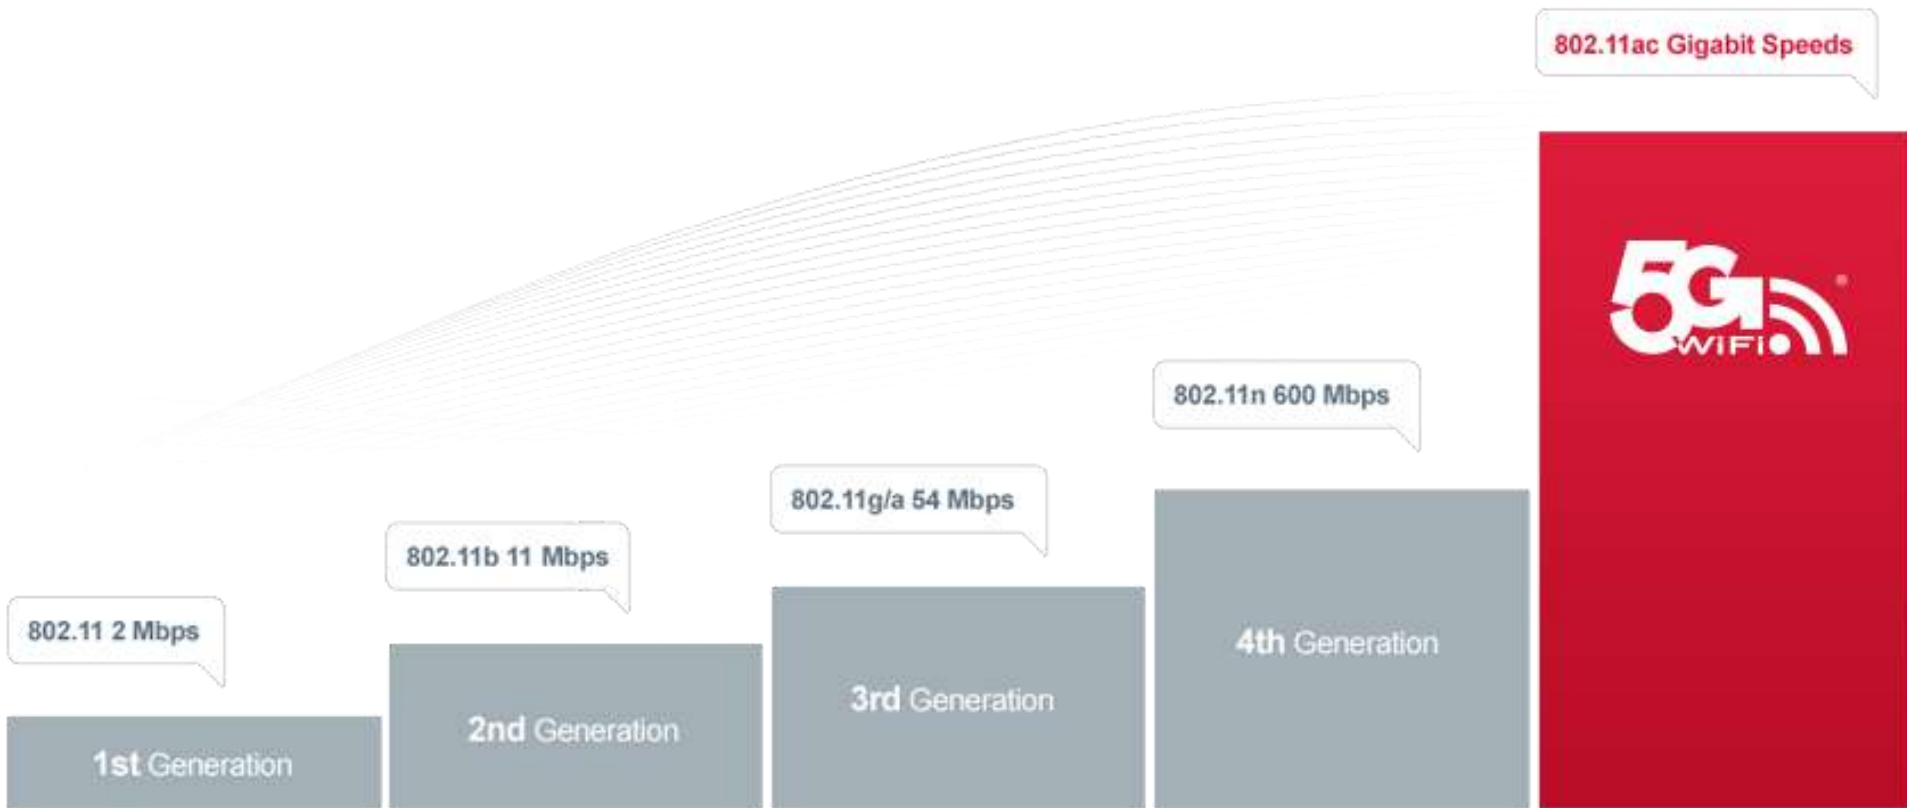 802.11 2 Mbps
1st Generation
802.11b 11 Mbps
2nd Generation
802.11g/a 54 Mbps
3rd Generation
802.11n 600 Mbps
4th Generation
802.11ac Gigabit Speeds
5G
WiFi
®